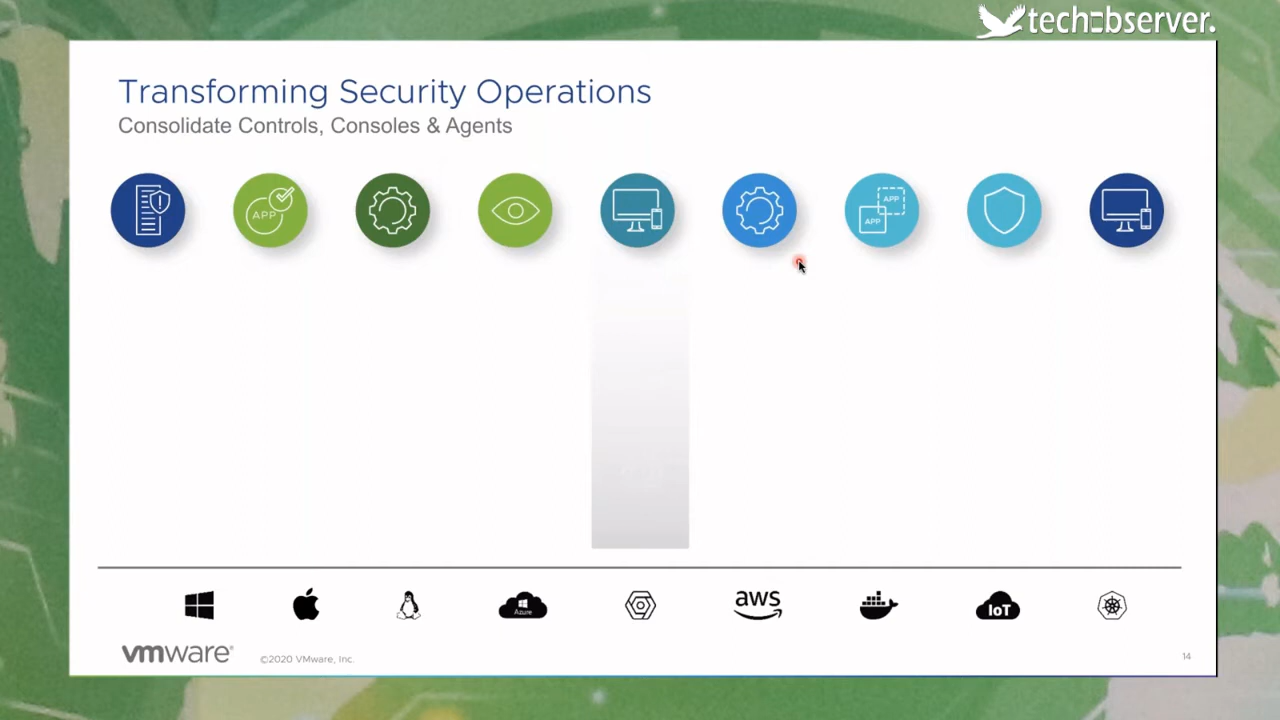 techobserver.
Transforming Security Operations
Consolidate Controls, Consoles & Agents
APP
APP
APP
Azure
aws
IoT
vmware®
©2020 VMware, Inc.
14